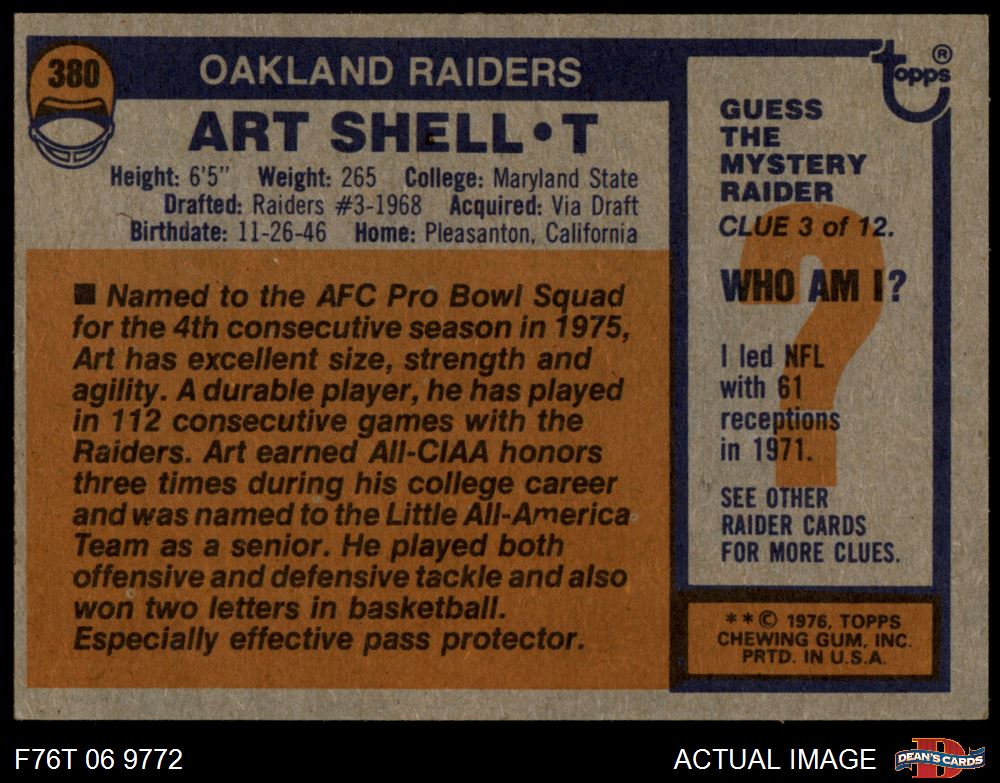 380
OAKLAND RAIDERS
ART SHELL•T
Height: 6'5" Weight: 265 College: Maryland State
Drafted: Raiders #3-1968 Acquired: Via Draft
Birthdate: 11-26-46 Home: Pleasanton, California
■ Named to the AFC Pro Bowl Squad
for the 4th consecutive season in 1975,
Art has excellent size, strength and
agility. A durable player, he has played
in 112 consecutive games with the
Raiders. Art earned All-CIAA honors
three times during his college career
and was named to the Little All-America
Team as a senior. He played both
offensive and defensive tackle and also
won two letters in basketball.
Especially effective pass protector.
topps®
GUESS
THE
MYSTERY
RAIDER
CLUE 3 of 12.
WHO AM I?
?
I led NFL
with 61
receptions
in 1971.
SEE OTHER
RAIDER CARDS
FOR MORE CLUES.
**© 1976, TOPPS
CHEWING GUM, INC.
PRTD. IN U.S.A.
F76T 06 9772
ACTUAL IMAGE
D
DEAN'S CARDS